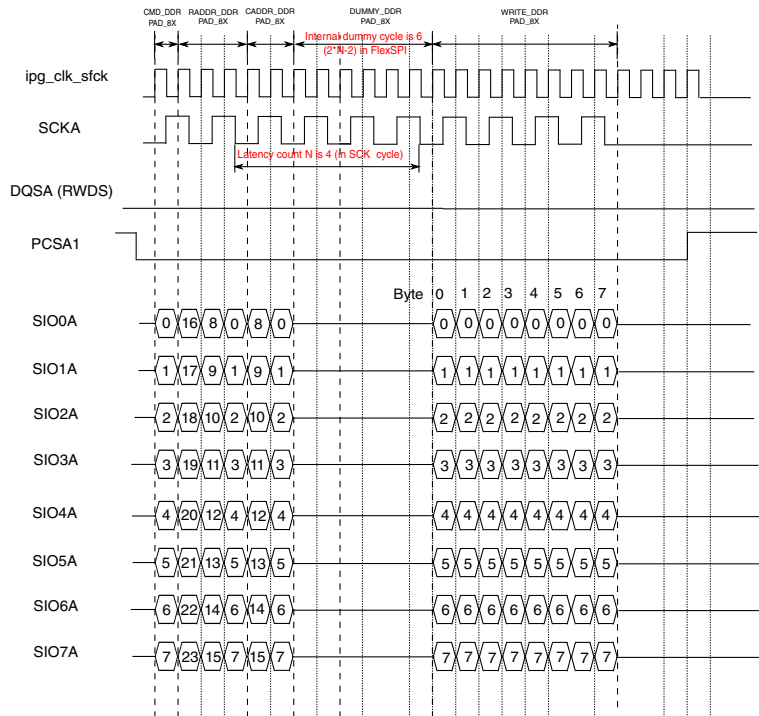 CMD_DDR RADDR_DDR CADDR_DDR DUMMY_DDR WRITE_DDR
PAD_8X PAD_8X PAD_8X PAD_8X PAD_8X
Internal dummy cycle is 6
(2*N-2) in FlexSPI
ipg_clk_sfck
SCKA
Latency count N is 4 (in SCK cycle)
DQSA (RWDS)
PCSA1
Byte 0 1 2 3 4 5 6 7
SIO0A 0 16 8 0 8 0 0 0 0 0 0 0 0 0
SIO1A 1 17 9 1 9 1 1 1 1 1 1 1 1 1
SIO2A 2 18 10 2 10 2 2 2 2 2 2 2 2 2
SIO3A 3 19 11 3 11 3 3 3 3 3 3 3 3 3
SIO4A 4 20 12 4 12 4 4 4 4 4 4 4 4 4
SIO5A 5 21 13 5 13 5 5 5 5 5 5 5 5 5
SIO6A 6 22 14 6 14 6 6 6 6 6 6 6 6 6
SIO7A 7 23 15 7 15 7 7 7 7 7 7 7 7 7